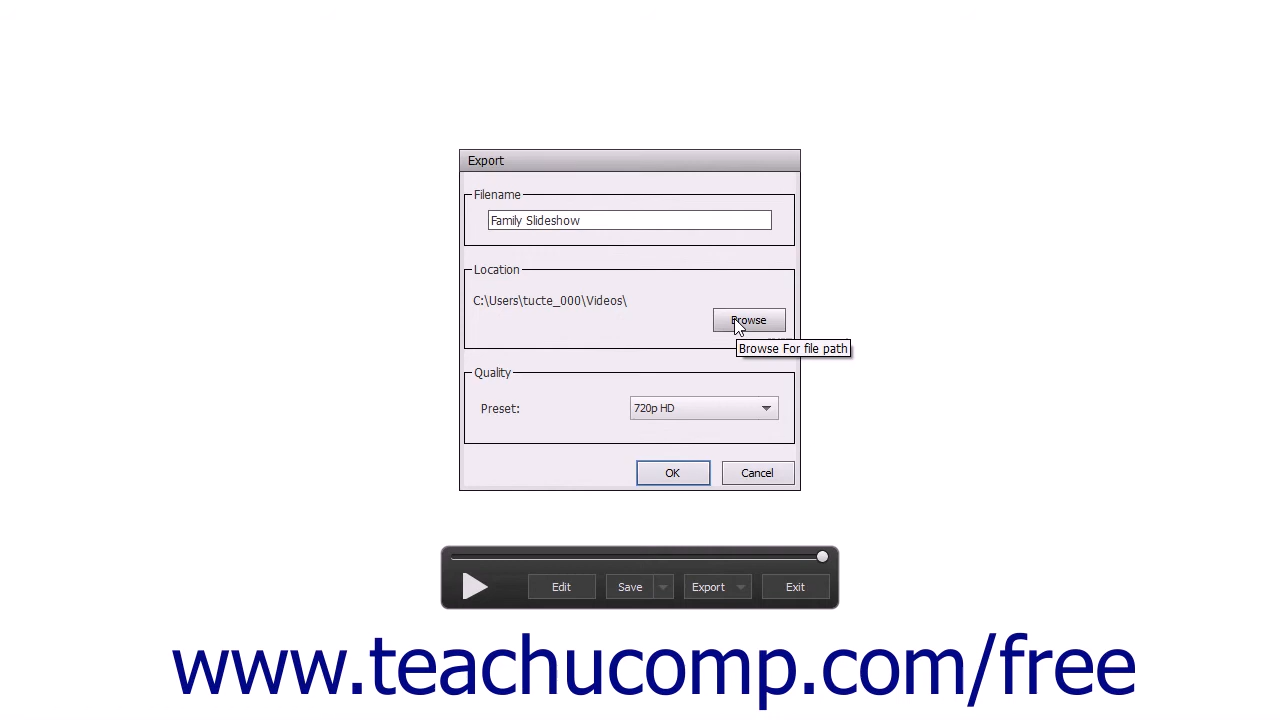 Export
Filename
Family Slideshow
Location
C:\Users\tucte_000\Videos\
Browse
Browse For file path
Quality
Preset:
720p HD
OK Cancel
Edit Save Export Exit
www.teachucomp.com/free